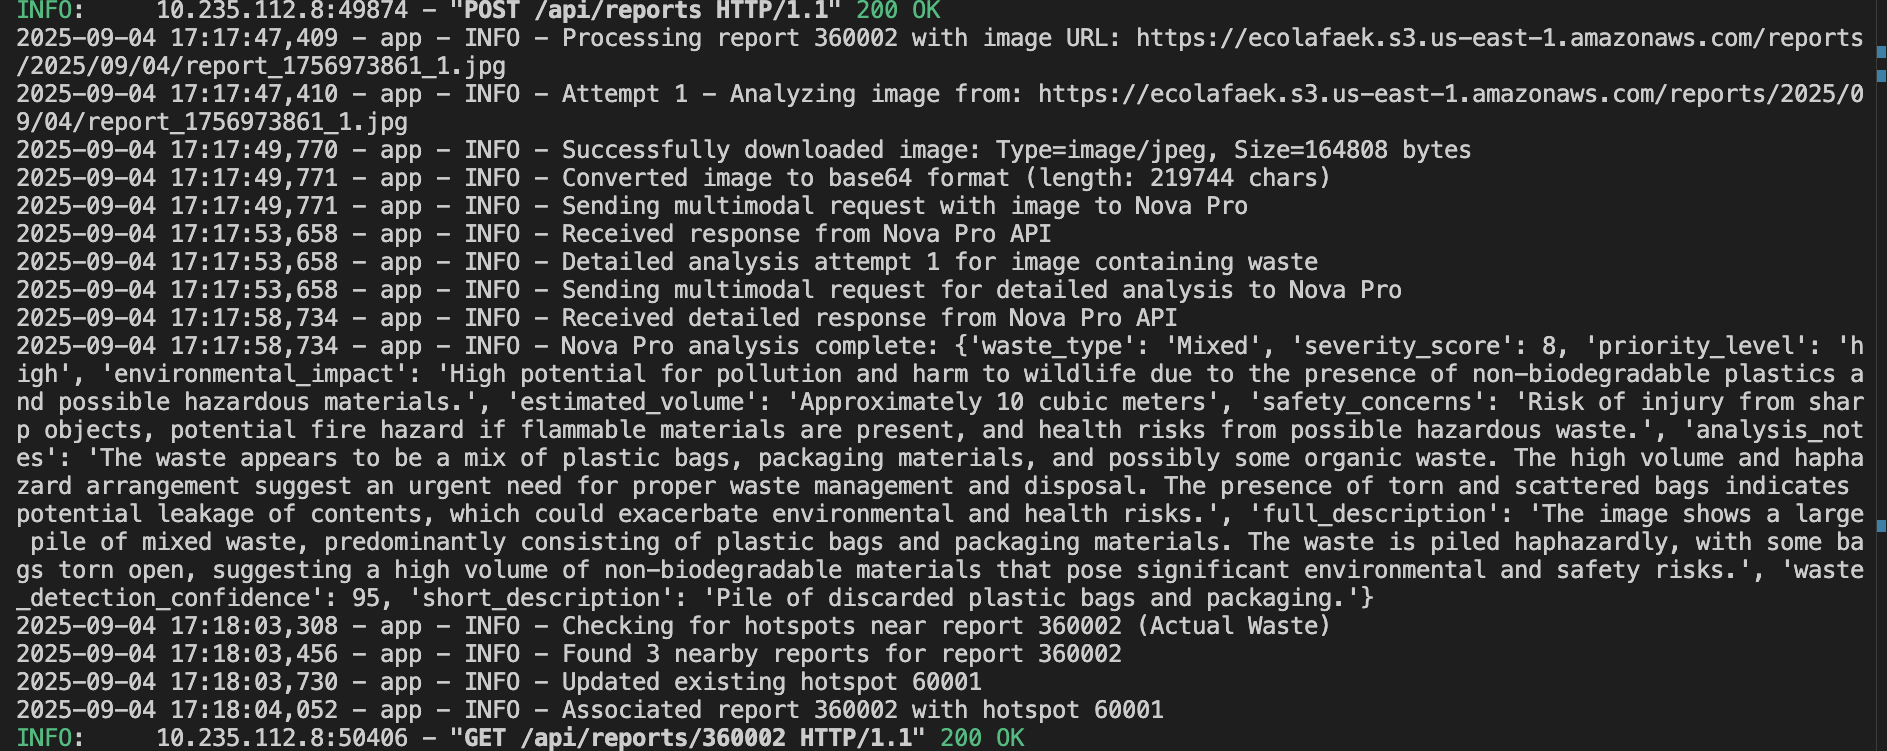 INFO:     10.235.112.8:49874 - "POST /api/reports HTTP/1.1" 200 OK
2025-09-04 17:17:47,409 - app - INFO - Processing report 360002 with image URL: https://ecolafaek.s3.us-east-1.amazonaws.com/reports
/2025/09/04/report_1756973861_1.jpg
2025-09-04 17:17:47,410 - app - INFO - Attempt 1 - Analyzing image from: https://ecolafaek.s3.us-east-1.amazonaws.com/reports/2025/0
9/04/report_1756973861_1.jpg
2025-09-04 17:17:49,770 - app - INFO - Successfully downloaded image: Type=image/jpeg, Size=164808 bytes
2025-09-04 17:17:49,771 - app - INFO - Converted image to base64 format (length: 219744 chars)
2025-09-04 17:17:49,771 - app - INFO - Sending multimodal request with image to Nova Pro
2025-09-04 17:17:53,658 - app - INFO - Received response from Nova Pro API
2025-09-04 17:17:53,658 - app - INFO - Detailed analysis attempt 1 for image containing waste
2025-09-04 17:17:53,658 - app - INFO - Sending multimodal request for detailed analysis to Nova Pro
2025-09-04 17:17:58,734 - app - INFO - Received detailed response from Nova Pro API
2025-09-04 17:17:58,734 - app - INFO - Nova Pro analysis complete: {'waste_type': 'Mixed', 'severity_score': 8, 'priority_level': 'h
igh', 'environmental_impact': 'High potential for pollution and harm to wildlife due to the presence of non-biodegradable plastics a
nd possible hazardous materials.', 'estimated_volume': 'Approximately 10 cubic meters', 'safety_concerns': 'Risk of injury from shar
p objects, potential fire hazard if flammable materials are present, and health risks from possible hazardous waste.', 'analysis_not
es': 'The waste appears to be a mix of plastic bags, packaging materials, and possibly some organic waste. The high volume and hapha
zard arrangement suggest an urgent need for proper waste management and disposal. The presence of torn and scattered bags indicates
potential leakage of contents, which could exacerbate environmental and health risks.', 'full_description': 'The image shows a large
 pile of mixed waste, predominantly consisting of plastic bags and packaging materials. The waste is piled haphazardly, with some ba
gs torn open, suggesting a high volume of non-biodegradable materials that pose significant environmental and safety risks.', 'waste
_detection_confidence': 95, 'short_description': 'Pile of discarded plastic bags and packaging.'}
2025-09-04 17:18:03,308 - app - INFO - Checking for hotspots near report 360002 (Actual Waste)
2025-09-04 17:18:03,456 - app - INFO - Found 3 nearby reports for report 360002
2025-09-04 17:18:03,730 - app - INFO - Updated existing hotspot 60001
2025-09-04 17:18:04,052 - app - INFO - Associated report 360002 with hotspot 60001
INFO:     10.235.112.8:50406 - "GET /api/reports/360002 HTTP/1.1" 200 OK